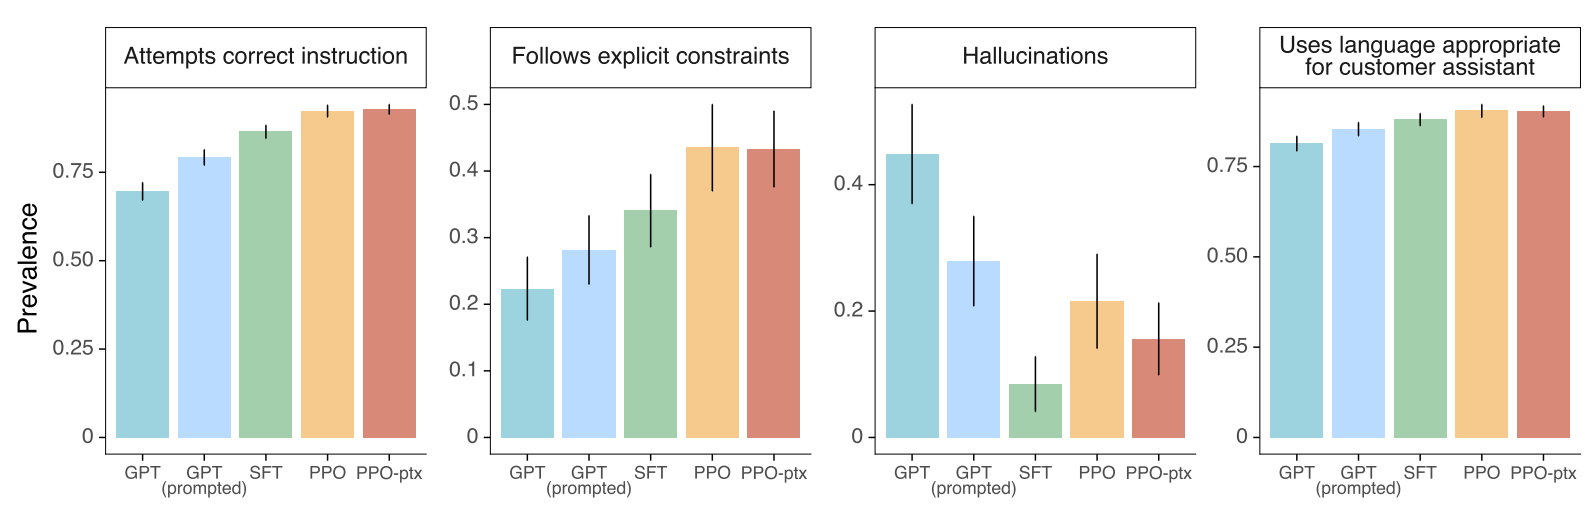 Attempts correct instruction
Prevalence
0.75
0.50
0.25
0
GPT
GPT
(prompted)
SFT
PPO
PPO-ptx
Follows explicit constraints
0.5
0.4
0.3
0.2
0.1
0
GPT
GPT
(prompted)
SFT
PPO
PPO-ptx
Hallucinations
0.4
0.2
0
GPT
GPT
(prompted)
SFT
PPO
PPO-ptx
Uses language appropriate
for customer assistant
0.75
0.50
0.25
0
GPT
GPT
(prompted)
SFT
PPO
PPO-ptx